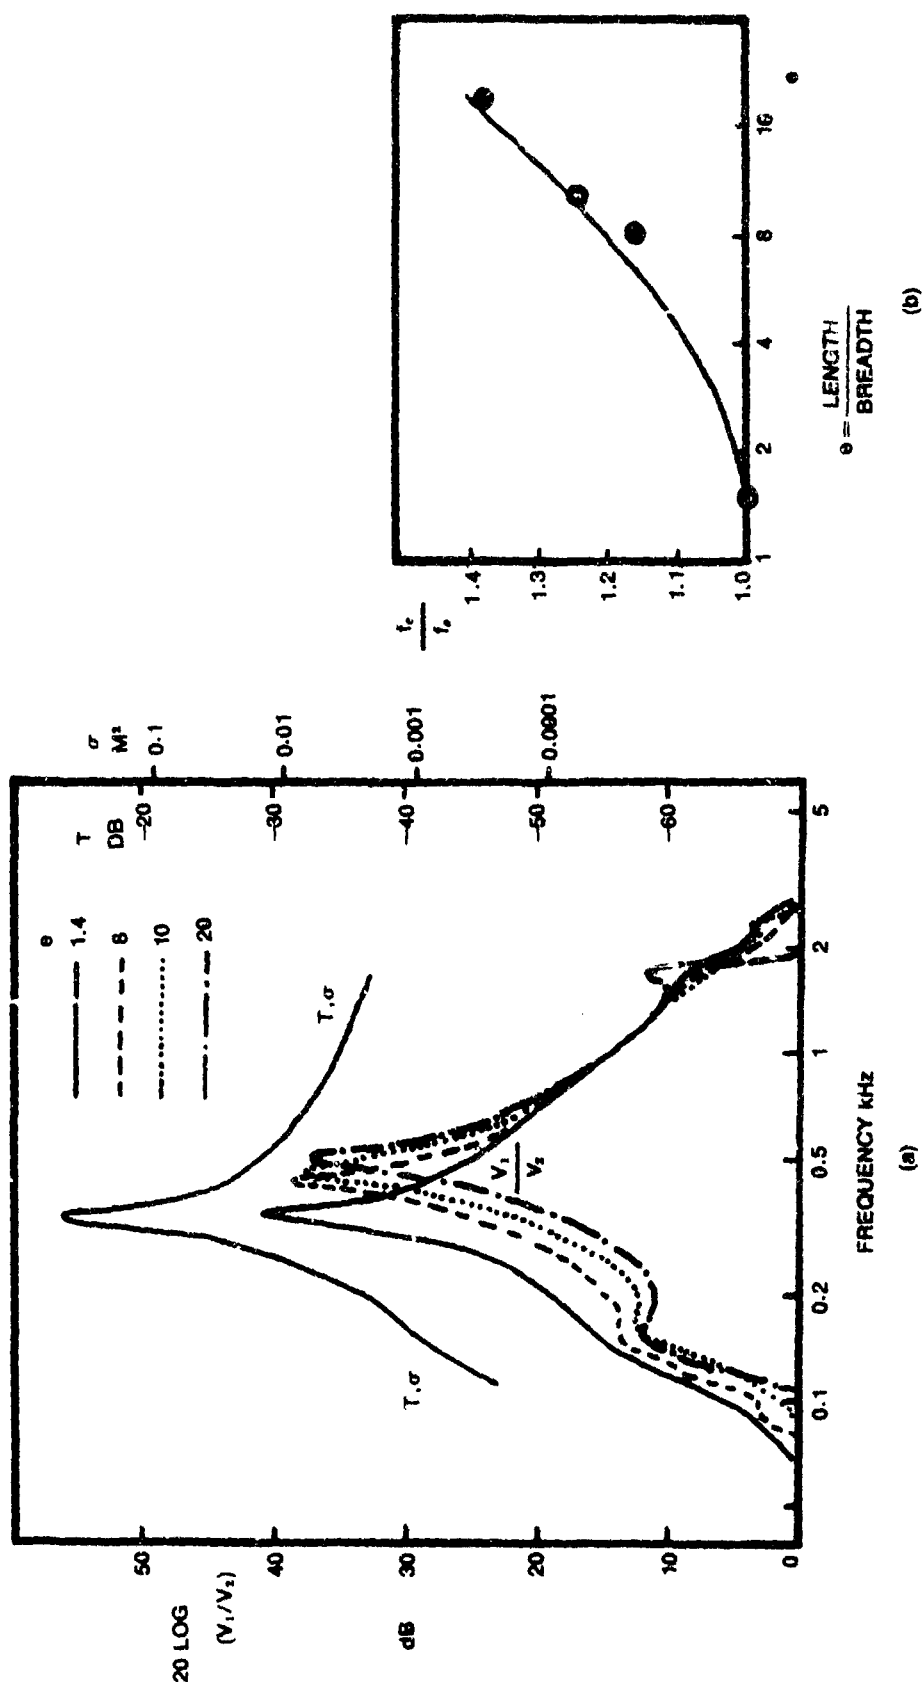 20 LOG
(V₁/V₂)
dB
50
40
30
20
10
0
e
1.4
8
10
20
T
DB
-20
-30
-40
-50
-60
σ
M²
0.1
0.01
0.001
0.0001
T,σ
T,σ
V₁
V₂
0.1
0.2
0.5
1
2
5
FREQUENCY kHz
(a)
f_c
f_e
1.4
1.3
1.2
1.1
1.0
1
2
4
8
16
e
e = LENGTH
BREADTH
(b)